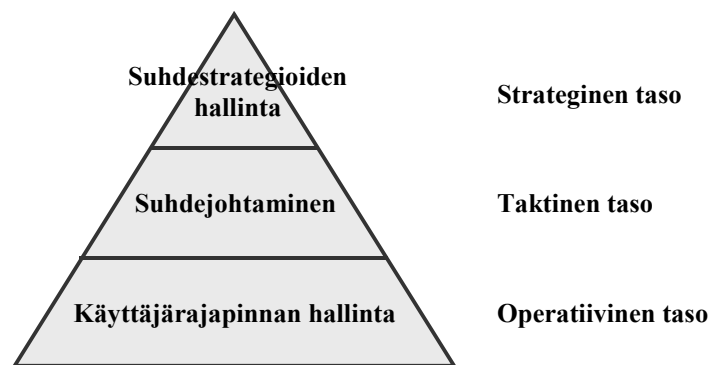 Suhdestrategioiden
hallinta
Strateginen taso
Suhdejohtaminen
Taktinen taso
Käyttäjärajapinnan hallinta
Operatiivinen taso